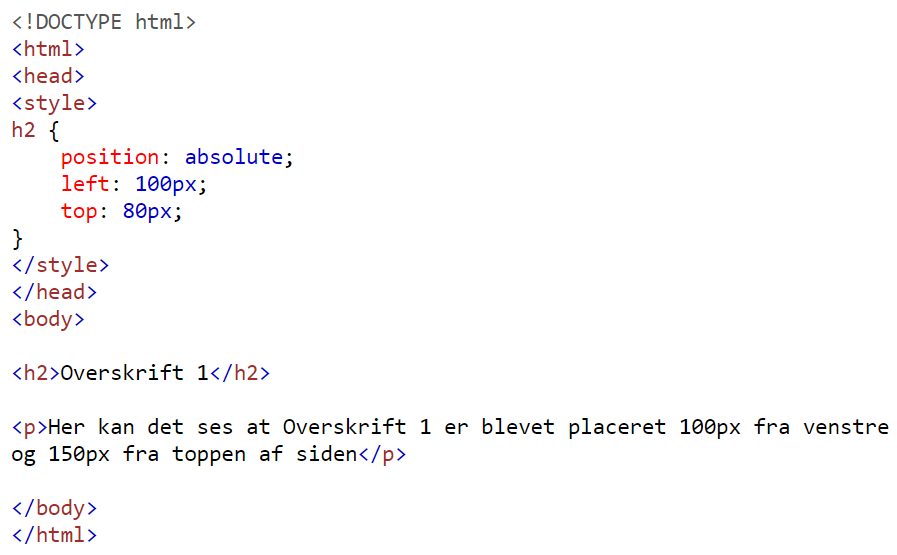 <!DOCTYPE html>
<html>
<head>
<style>
h2 {
    position: absolute;
    left: 100px;
    top: 80px;
}
</style>
</head>
<body>

<h2>Overskrift 1</h2>

<p>Her kan det ses at Overskrift 1 er blevet placeret 100px fra venstre
og 150px fra toppen af siden</p>

</body>
</html>